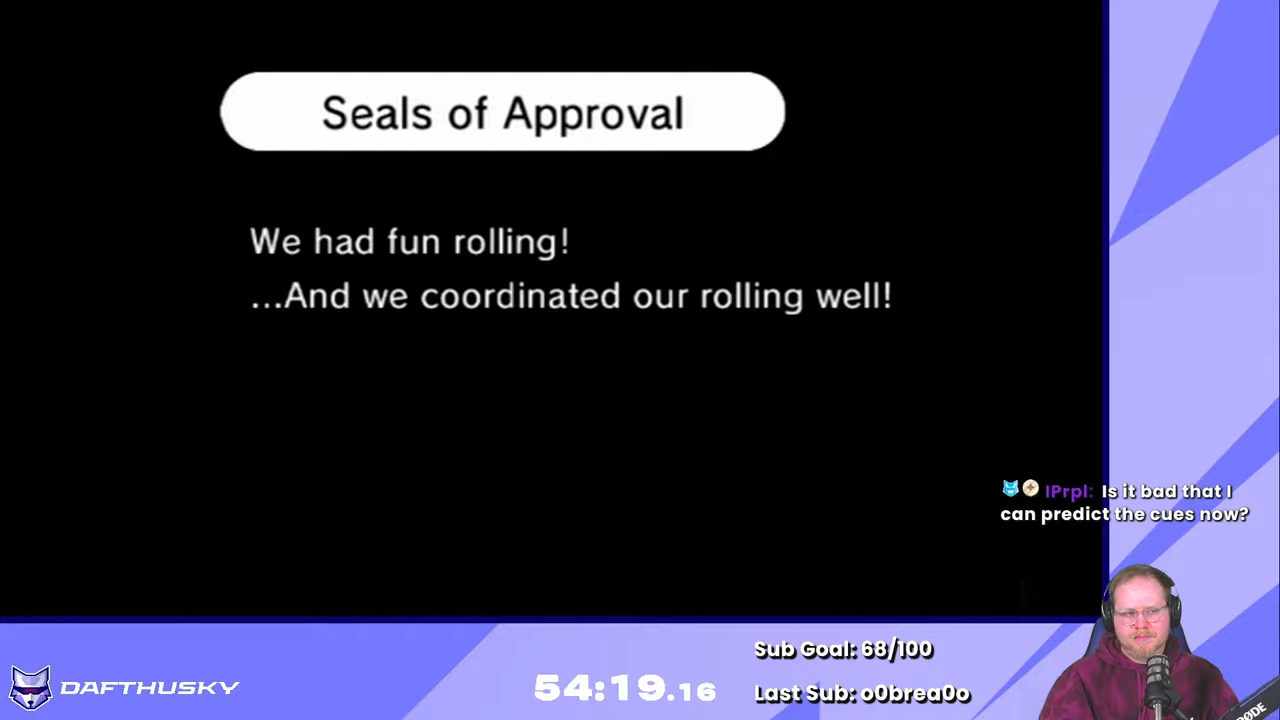 Seals of Approval
We had fun rolling!
...And we coordinated our rolling well!
IPrpl: Is it bad that I
can predict the cues now?
DAFTHUSKY
54:19.16
Sub Goal: 68/100
Last Sub: o0brea0o